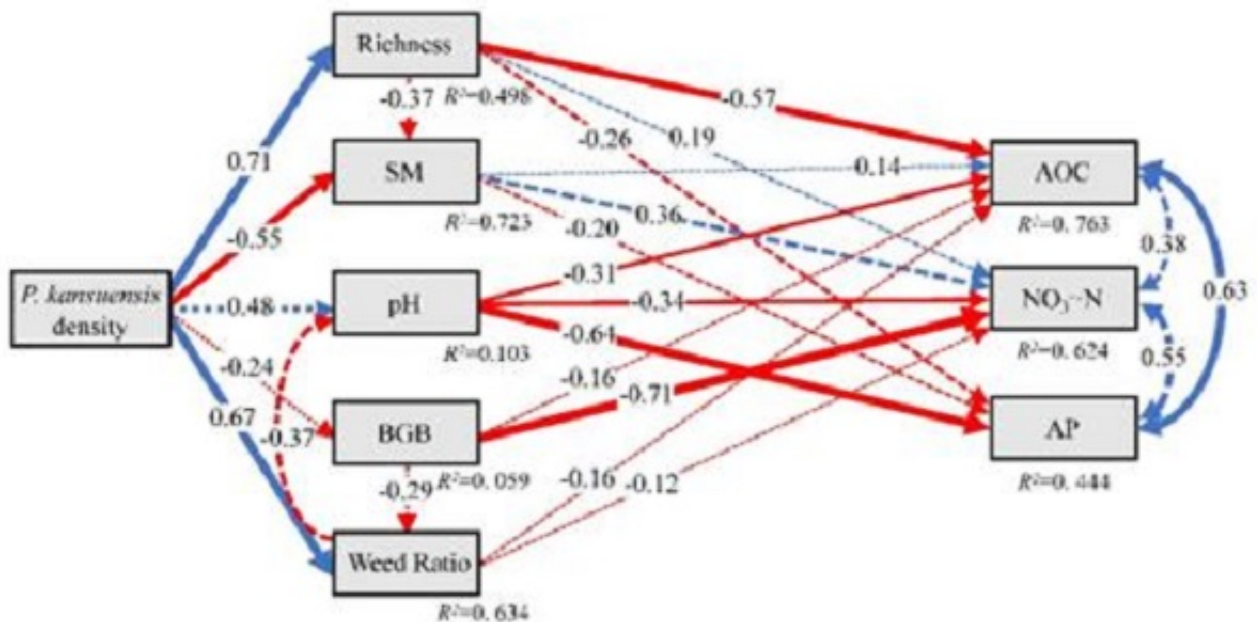 Richness
-0.37
R²=0.498
-0.57
-0.26
0.19
0.71
SM
0.14
AOC
R²=0.723
0.36
-0.20
R²=0.763
-0.55
0.38
P. kansuensis
density
0.48
pH
-0.31
-0.34
NO₃⁻-N
0.63
R²=0.103
-0.64
R²=0.624
-0.24
0.55
-0.16
-0.71
0.67
-0.37
BGB
AP
R²=0.059
-0.29
-0.16
-0.12
R²=0.444
Weed Ratio
R²=0.634